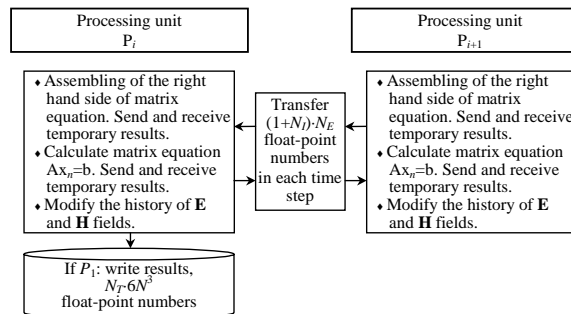 Processing unit
P_i
Processing unit
P_{i+1}
♦ Assembling of the right
hand side of matrix
equation. Send and receive
temporary results.
♦ Calculate matrix equation
Ax_n=b. Send and receive
temporary results.
♦ Modify the history of E
and H fields.
Transfer
(1+N_I)·N_E
float-point
numbers
in each time
step
♦ Assembling of the right
hand side of matrix
equation. Send and receive
temporary results.
♦ Calculate matrix equation
Ax_n=b. Send and receive
temporary results.
♦ Modify the history of E
and H fields.
If P_1: write results,
N_T·6N^3
float-point numbers